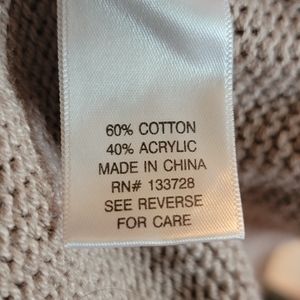 60% COTTON
40% ACRYLIC
MADE IN CHINA
RN# 133728
SEE REVERSE
FOR CARE